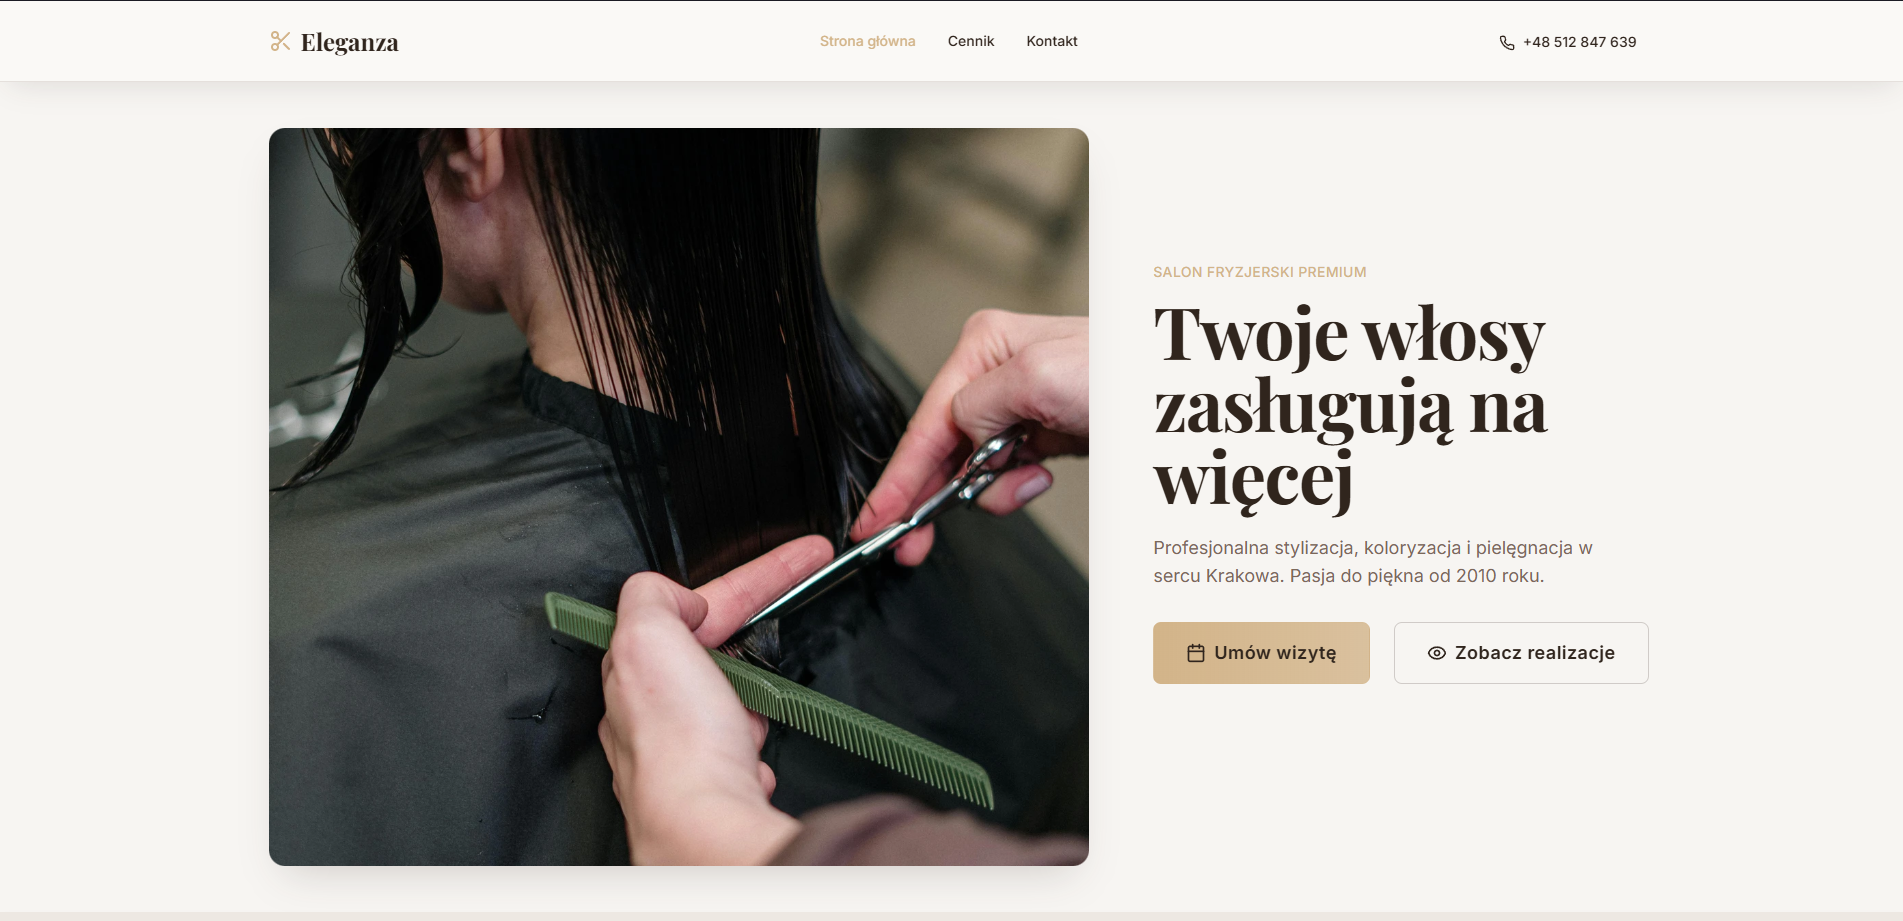 Eleganza
Strona główna
Cennik
Kontakt
+48 512 847 639
SALON FRYZJERSKI PREMIUM
Twoje włosy
zasługują na
więcej
Profesjonalna stylizacja, koloryzacja i pielęgnacja w
sercu Krakowa. Pasja do piękna od 2010 roku.
Umów wizytę
Zobacz realizacje